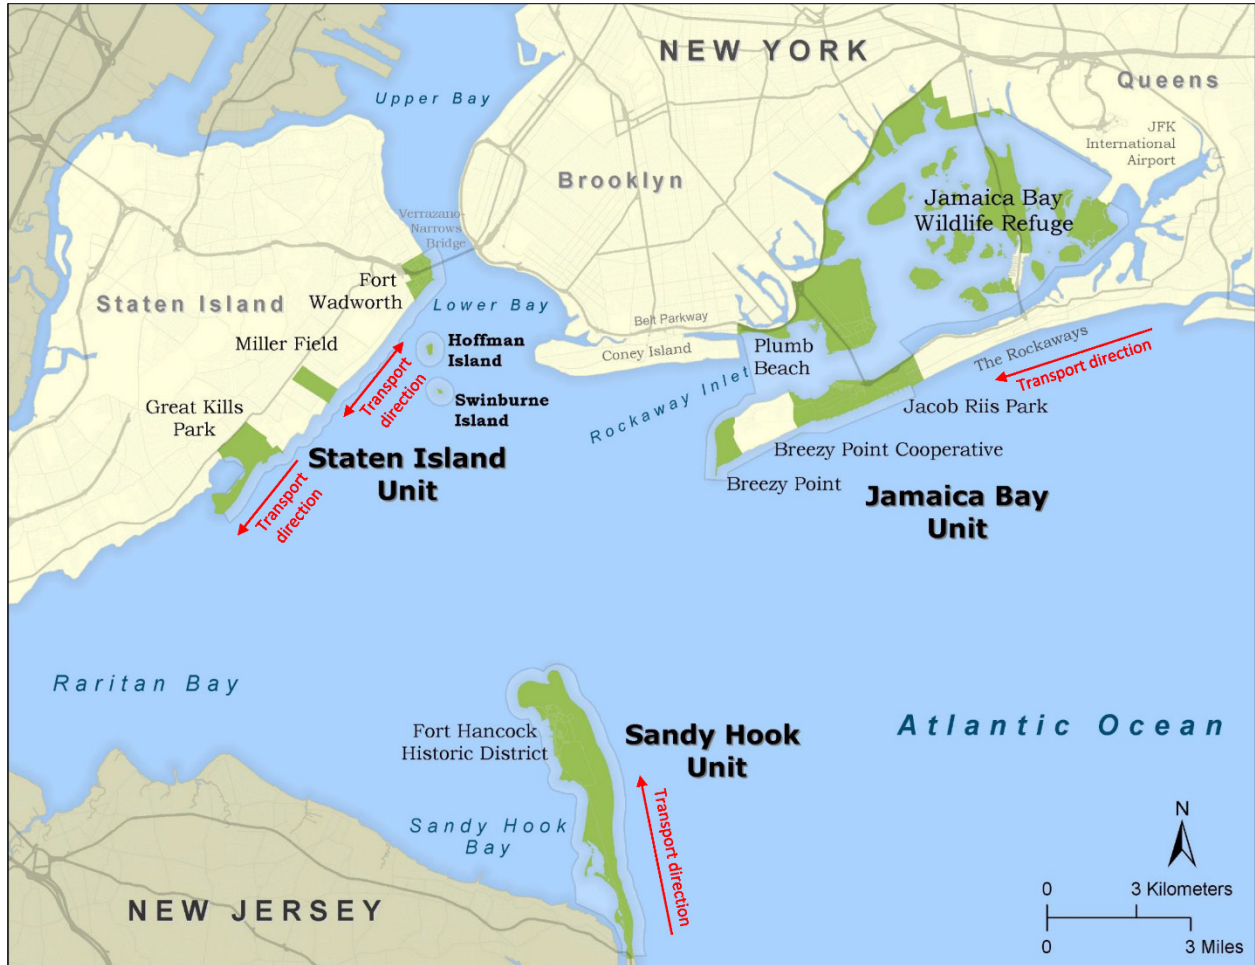 NEW YORK
Queens
Upper Bay
JFK
International
Airport
Brooklyn
Jamaica Bay
Wildlife Refuge
Verrazano-
Narrows
Bridge
Fort
Wadworth
Staten Island
Lower Bay
Belt Parkway
Coney Island
Hoffman
Island
Miller Field
Plumb
Beach
The Rockaways
Transport direction
Transport
direction
Swinburne
Island
Great Kills
Park
Rockaway Inlet
Jacob Riis Park
Breezy Point Cooperative
Breezy Point
Staten Island
Unit
Jamaica Bay
Unit
Transport
direction
Raritan Bay
Fort Hancock
Historic District
Sandy Hook
Unit
Atlantic Ocean
Transport direction
Sandy Hook
Bay
NEW JERSEY
N
0 3 Kilometers
0 3 Miles